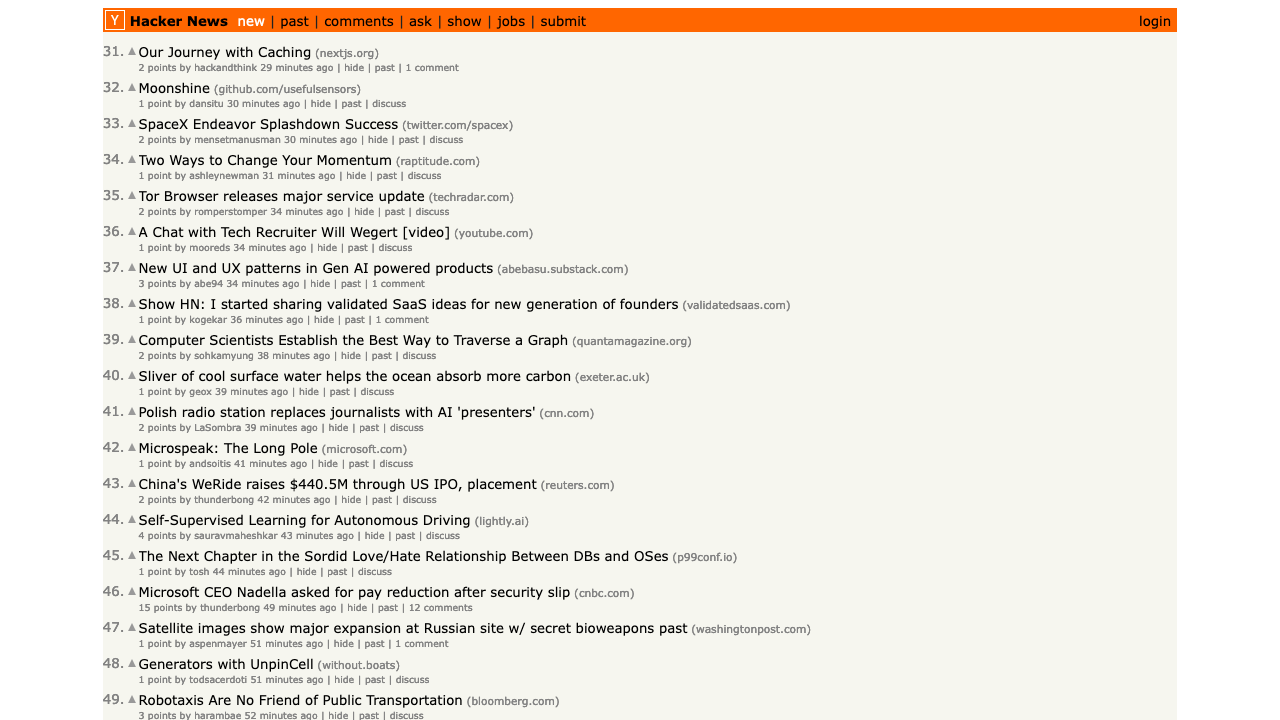 Y Hacker News new | past | comments | ask | show | jobs | submit login
31. Our Journey with Caching (nextjs.org)
2 points by hackandthink 29 minutes ago | hide | past | 1 comment
32. Moonshine (github.com/usefulsensors)
1 point by dansitu 30 minutes ago | hide | past | discuss
33. SpaceX Endeavor Splashdown Success (twitter.com/spacex)
2 points by mensetmanusman 30 minutes ago | hide | past | discuss
34. Two Ways to Change Your Momentum (raptitude.com)
1 point by ashleynewman 31 minutes ago | hide | past | discuss
35. Tor Browser releases major service update (techradar.com)
2 points by romperstomper 34 minutes ago | hide | past | discuss
36. A Chat with Tech Recruiter Will Wegert [video] (youtube.com)
1 point by mooreds 34 minutes ago | hide | past | discuss
37. New UI and UX patterns in Gen AI powered products (abebasu.substack.com)
3 points by abe94 34 minutes ago | hide | past | 1 comment
38. Show HN: I started sharing validated SaaS ideas for new generation of founders (validatedsaas.com)
1 point by kogekar 36 minutes ago | hide | past | 1 comment
39. Computer Scientists Establish the Best Way to Traverse a Graph (quantamagazine.org)
2 points by sohkamyung 38 minutes ago | hide | past | discuss
40. Sliver of cool surface water helps the ocean absorb more carbon (exeter.ac.uk)
1 point by geox 39 minutes ago | hide | past | discuss
41. Polish radio station replaces journalists with AI 'presenters' (cnn.com)
2 points by LaSombra 39 minutes ago | hide | past | discuss
42. Microspeak: The Long Pole (microsoft.com)
1 point by andsoitis 41 minutes ago | hide | past | discuss
43. China's WeRide raises $440.5M through US IPO, placement (reuters.com)
2 points by thunderbong 42 minutes ago | hide | past | discuss
44. Self-Supervised Learning for Autonomous Driving (lightly.ai)
4 points by sauravmaheshkar 43 minutes ago | hide | past | discuss
45. The Next Chapter in the Sordid Love/Hate Relationship Between DBs and OSes (p99conf.io)
1 point by tosh 44 minutes ago | hide | past | discuss
46. Microsoft CEO Nadella asked for pay reduction after security slip (cnbc.com)
15 points by thunderbong 49 minutes ago | hide | past | 12 comments
47. Satellite images show major expansion at Russian site w/ secret bioweapons past (washingtonpost.com)
1 point by aspenmayer 51 minutes ago | hide | past | 1 comment
48. Generators with UnpinCell (without.boats)
1 point by todsacerdoti 51 minutes ago | hide | past | discuss
49. Robotaxis Are No Friend of Public Transportation (bloomberg.com)
3 points by harambae 52 minutes ago | hide | past | discuss